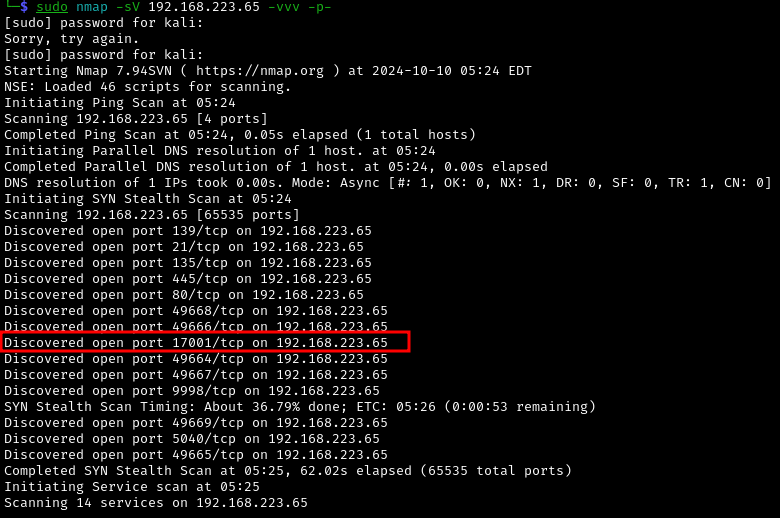 └─$ sudo nmap -sV 192.168.223.65 -vvv -p-
[sudo] password for kali:
Sorry, try again.
[sudo] password for kali:
Starting Nmap 7.94SVN ( https://nmap.org ) at 2024-10-10 05:24 EDT
NSE: Loaded 46 scripts for scanning.
Initiating Ping Scan at 05:24
Scanning 192.168.223.65 [4 ports]
Completed Ping Scan at 05:24, 0.05s elapsed (1 total hosts)
Initiating Parallel DNS resolution of 1 host. at 05:24
Completed Parallel DNS resolution of 1 host. at 05:24, 0.00s elapsed
DNS resolution of 1 IPs took 0.00s. Mode: Async [#: 1, OK: 0, NX: 1, DR: 0, SF: 0, TR: 1, CN: 0]
Initiating SYN Stealth Scan at 05:24
Scanning 192.168.223.65 [65535 ports]
Discovered open port 139/tcp on 192.168.223.65
Discovered open port 21/tcp on 192.168.223.65
Discovered open port 135/tcp on 192.168.223.65
Discovered open port 445/tcp on 192.168.223.65
Discovered open port 80/tcp on 192.168.223.65
Discovered open port 49668/tcp on 192.168.223.65
Discovered open port 49666/tcp on 192.168.223.65
Discovered open port 17001/tcp on 192.168.223.65
Discovered open port 49664/tcp on 192.168.223.65
Discovered open port 49667/tcp on 192.168.223.65
Discovered open port 9998/tcp on 192.168.223.65
SYN Stealth Scan Timing: About 36.79% done; ETC: 05:26 (0:00:53 remaining)
Discovered open port 49669/tcp on 192.168.223.65
Discovered open port 5040/tcp on 192.168.223.65
Discovered open port 49665/tcp on 192.168.223.65
Completed SYN Stealth Scan at 05:25, 62.02s elapsed (65535 total ports)
Initiating Service scan at 05:25
Scanning 14 services on 192.168.223.65